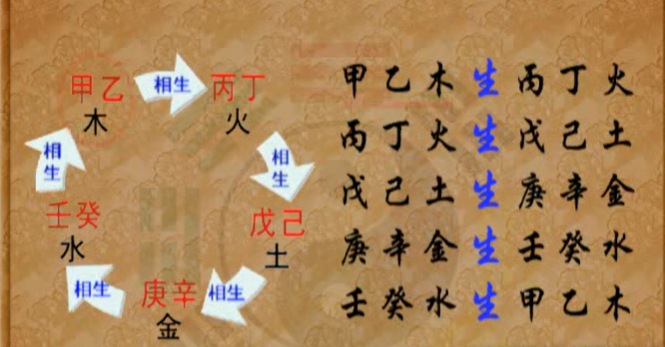 甲乙
木
相生
丙丁
火
相生
戊己
土
相生
庚辛
金
相生
壬癸
水
相生
甲乙木生丙丁火
丙丁火生戊己土
戊己土生庚辛金
庚辛金生壬癸水
壬癸水生甲乙木